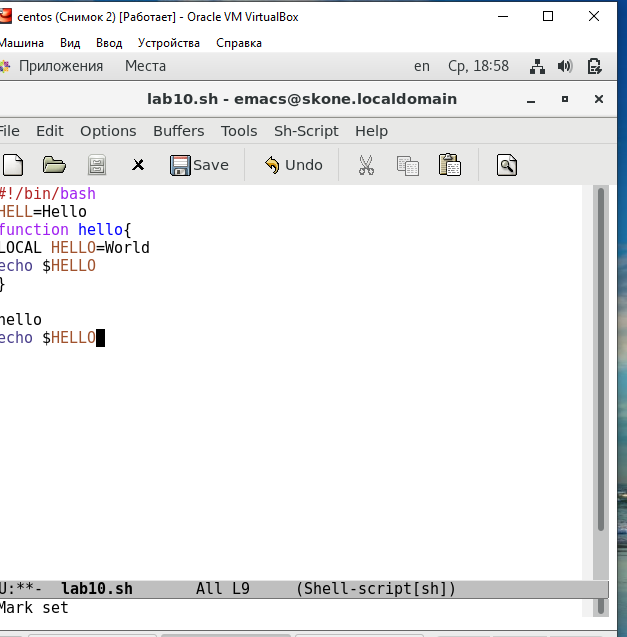 centos (Снимок 2) [Работает] - Oracle VM VirtualBox
Машина Вид Ввод Устройства Справка
Приложения Места en Ср, 18:58
lab10.sh - emacs@skone.localdomain
File Edit Options Buffers Tools Sh-Script Help
Save Undo
#!/bin/bash
HELL=Hello
function hello{
LOCAL HELLO=World
echo $HELLO
}
hello
echo $HELLO
U:**- lab10.sh All L9 (Shell-script[sh])
Mark set